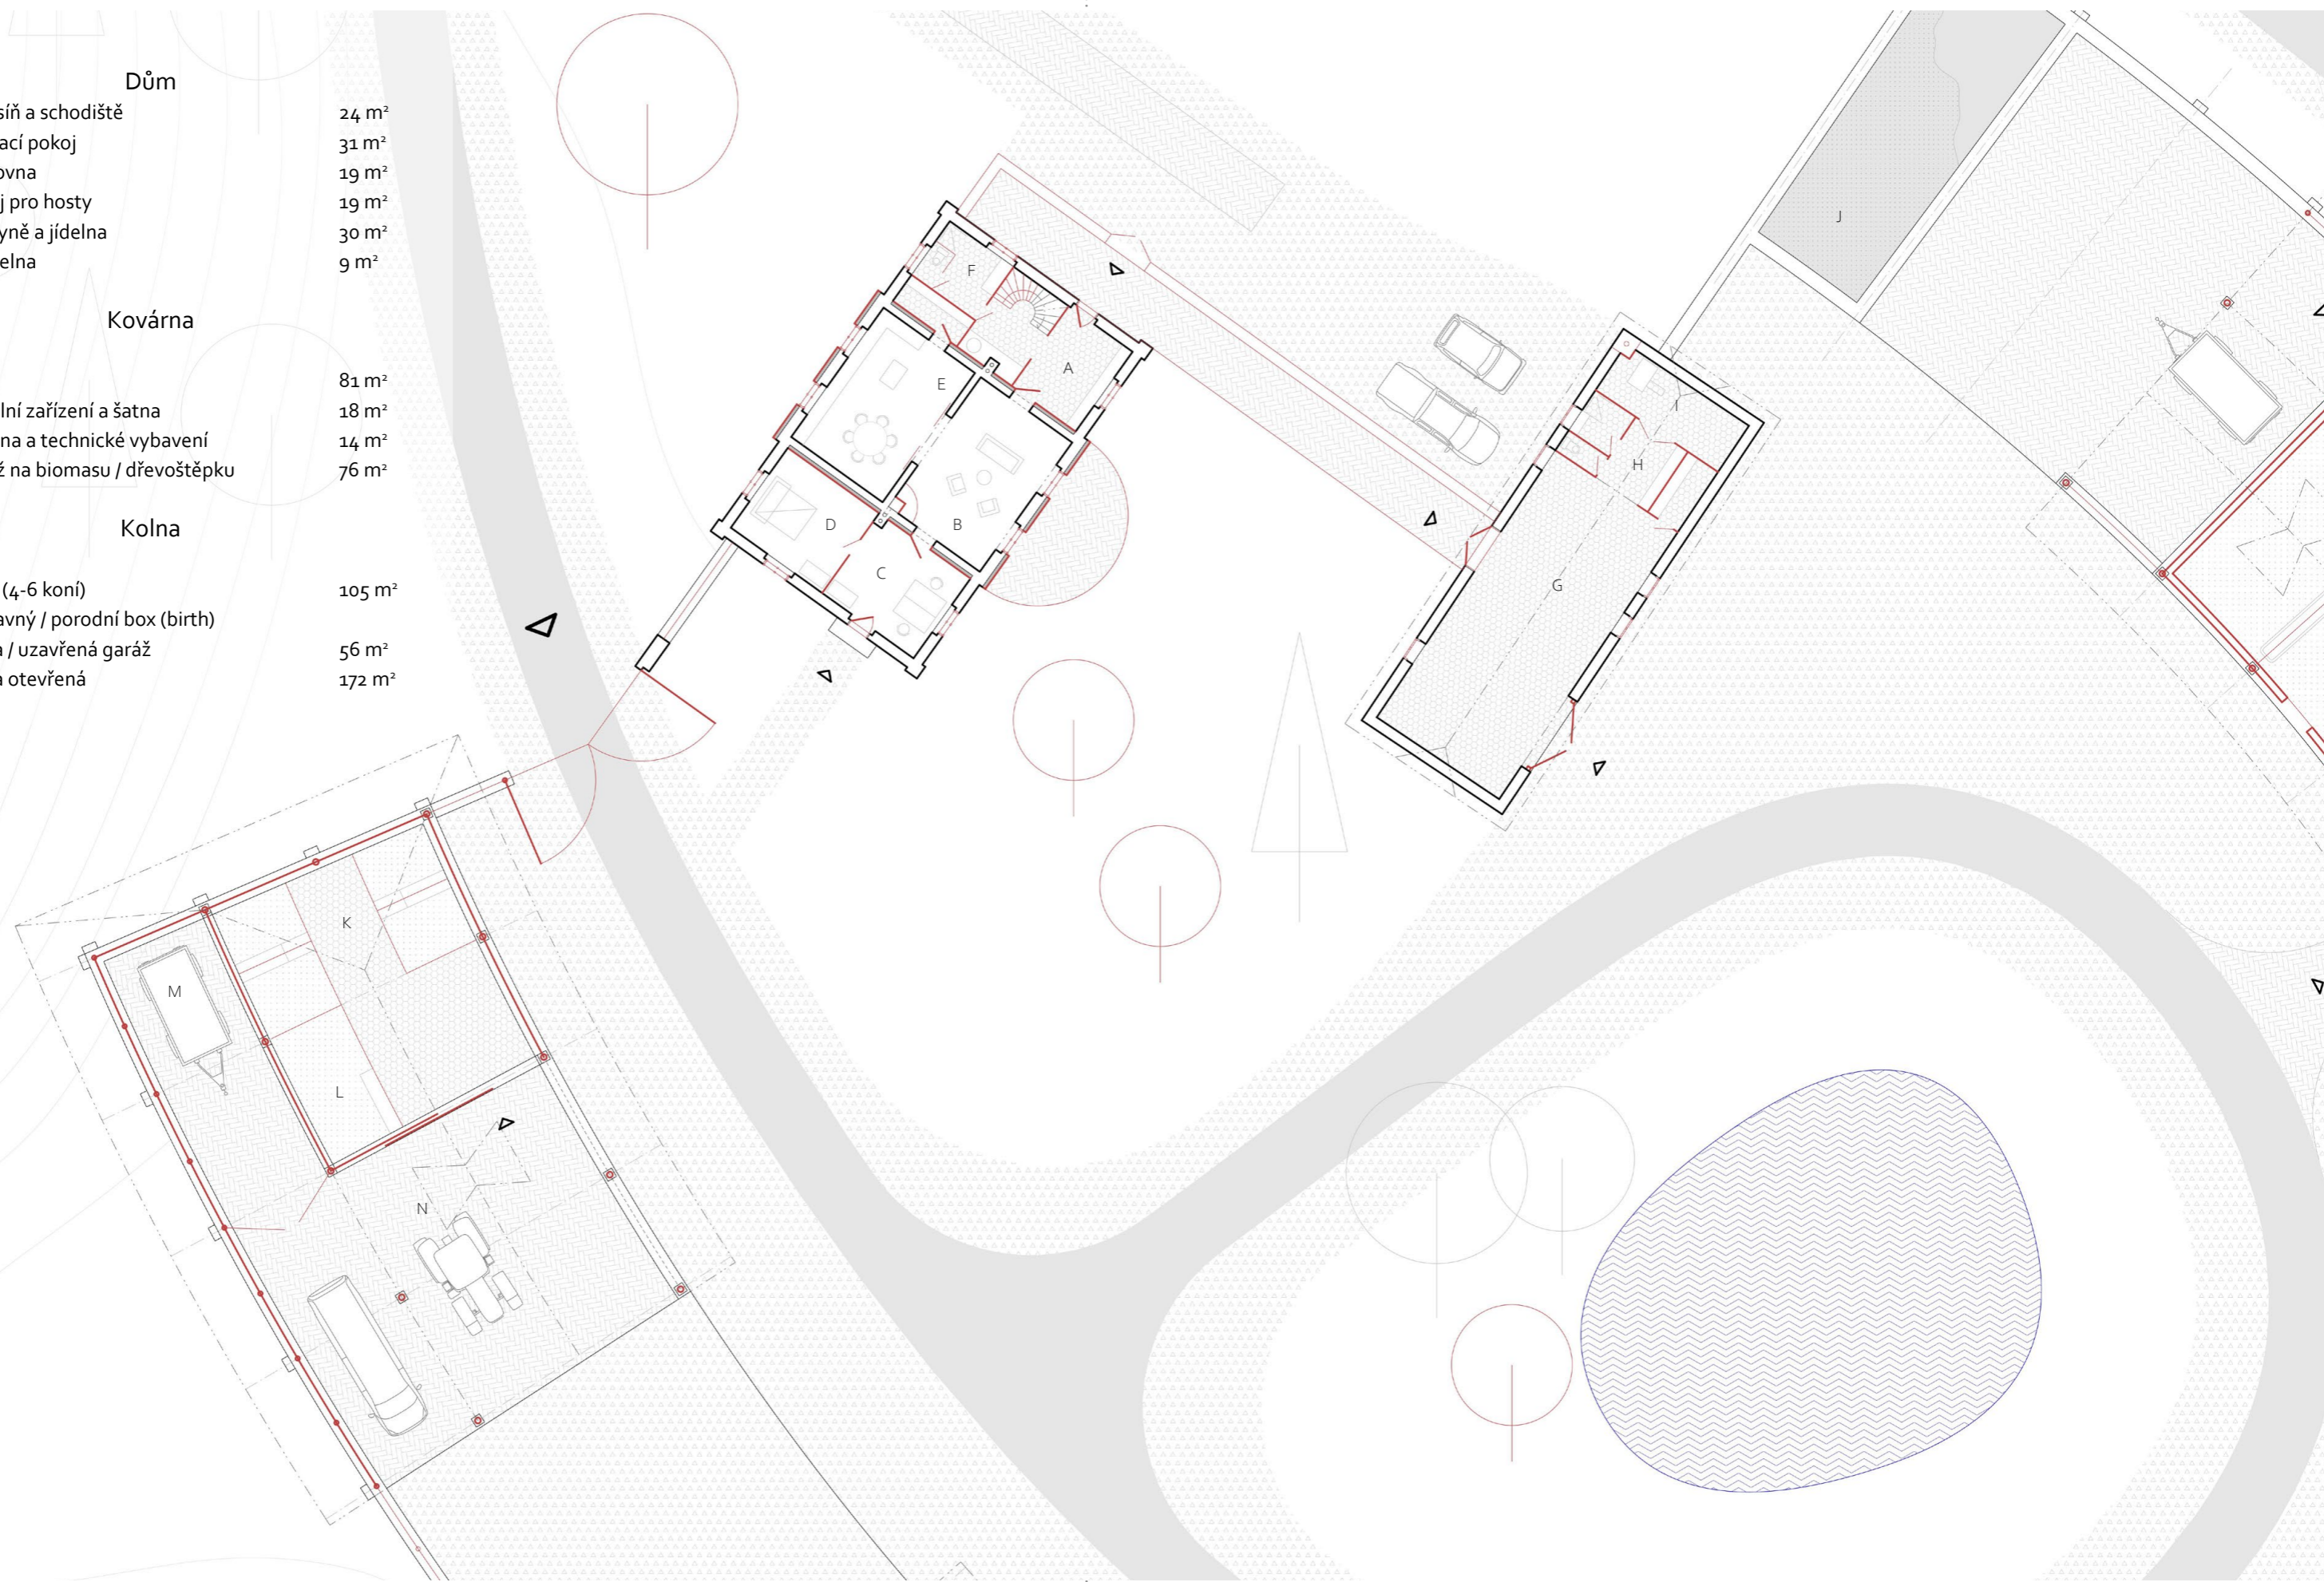 Dům
síň a schodiště 24 m²
ací pokoj 31 m²
ovna 19 m²
j pro hosty 19 m²
yně a jídelna 30 m²
elna 9 m²
Kovárna
81 m²
lní zařízení a šatna 18 m²
na a technické vybavení 14 m²
ž na biomasu / dřevoštěpku 76 m²
Kolna
(4-6 koní) 105 m²
avný / porodní box (birth)
a / uzavřená garáž 56 m²
a otevřená 172 m²
J
F
A
E
I
H
D
B
C
G
K
M
L
N